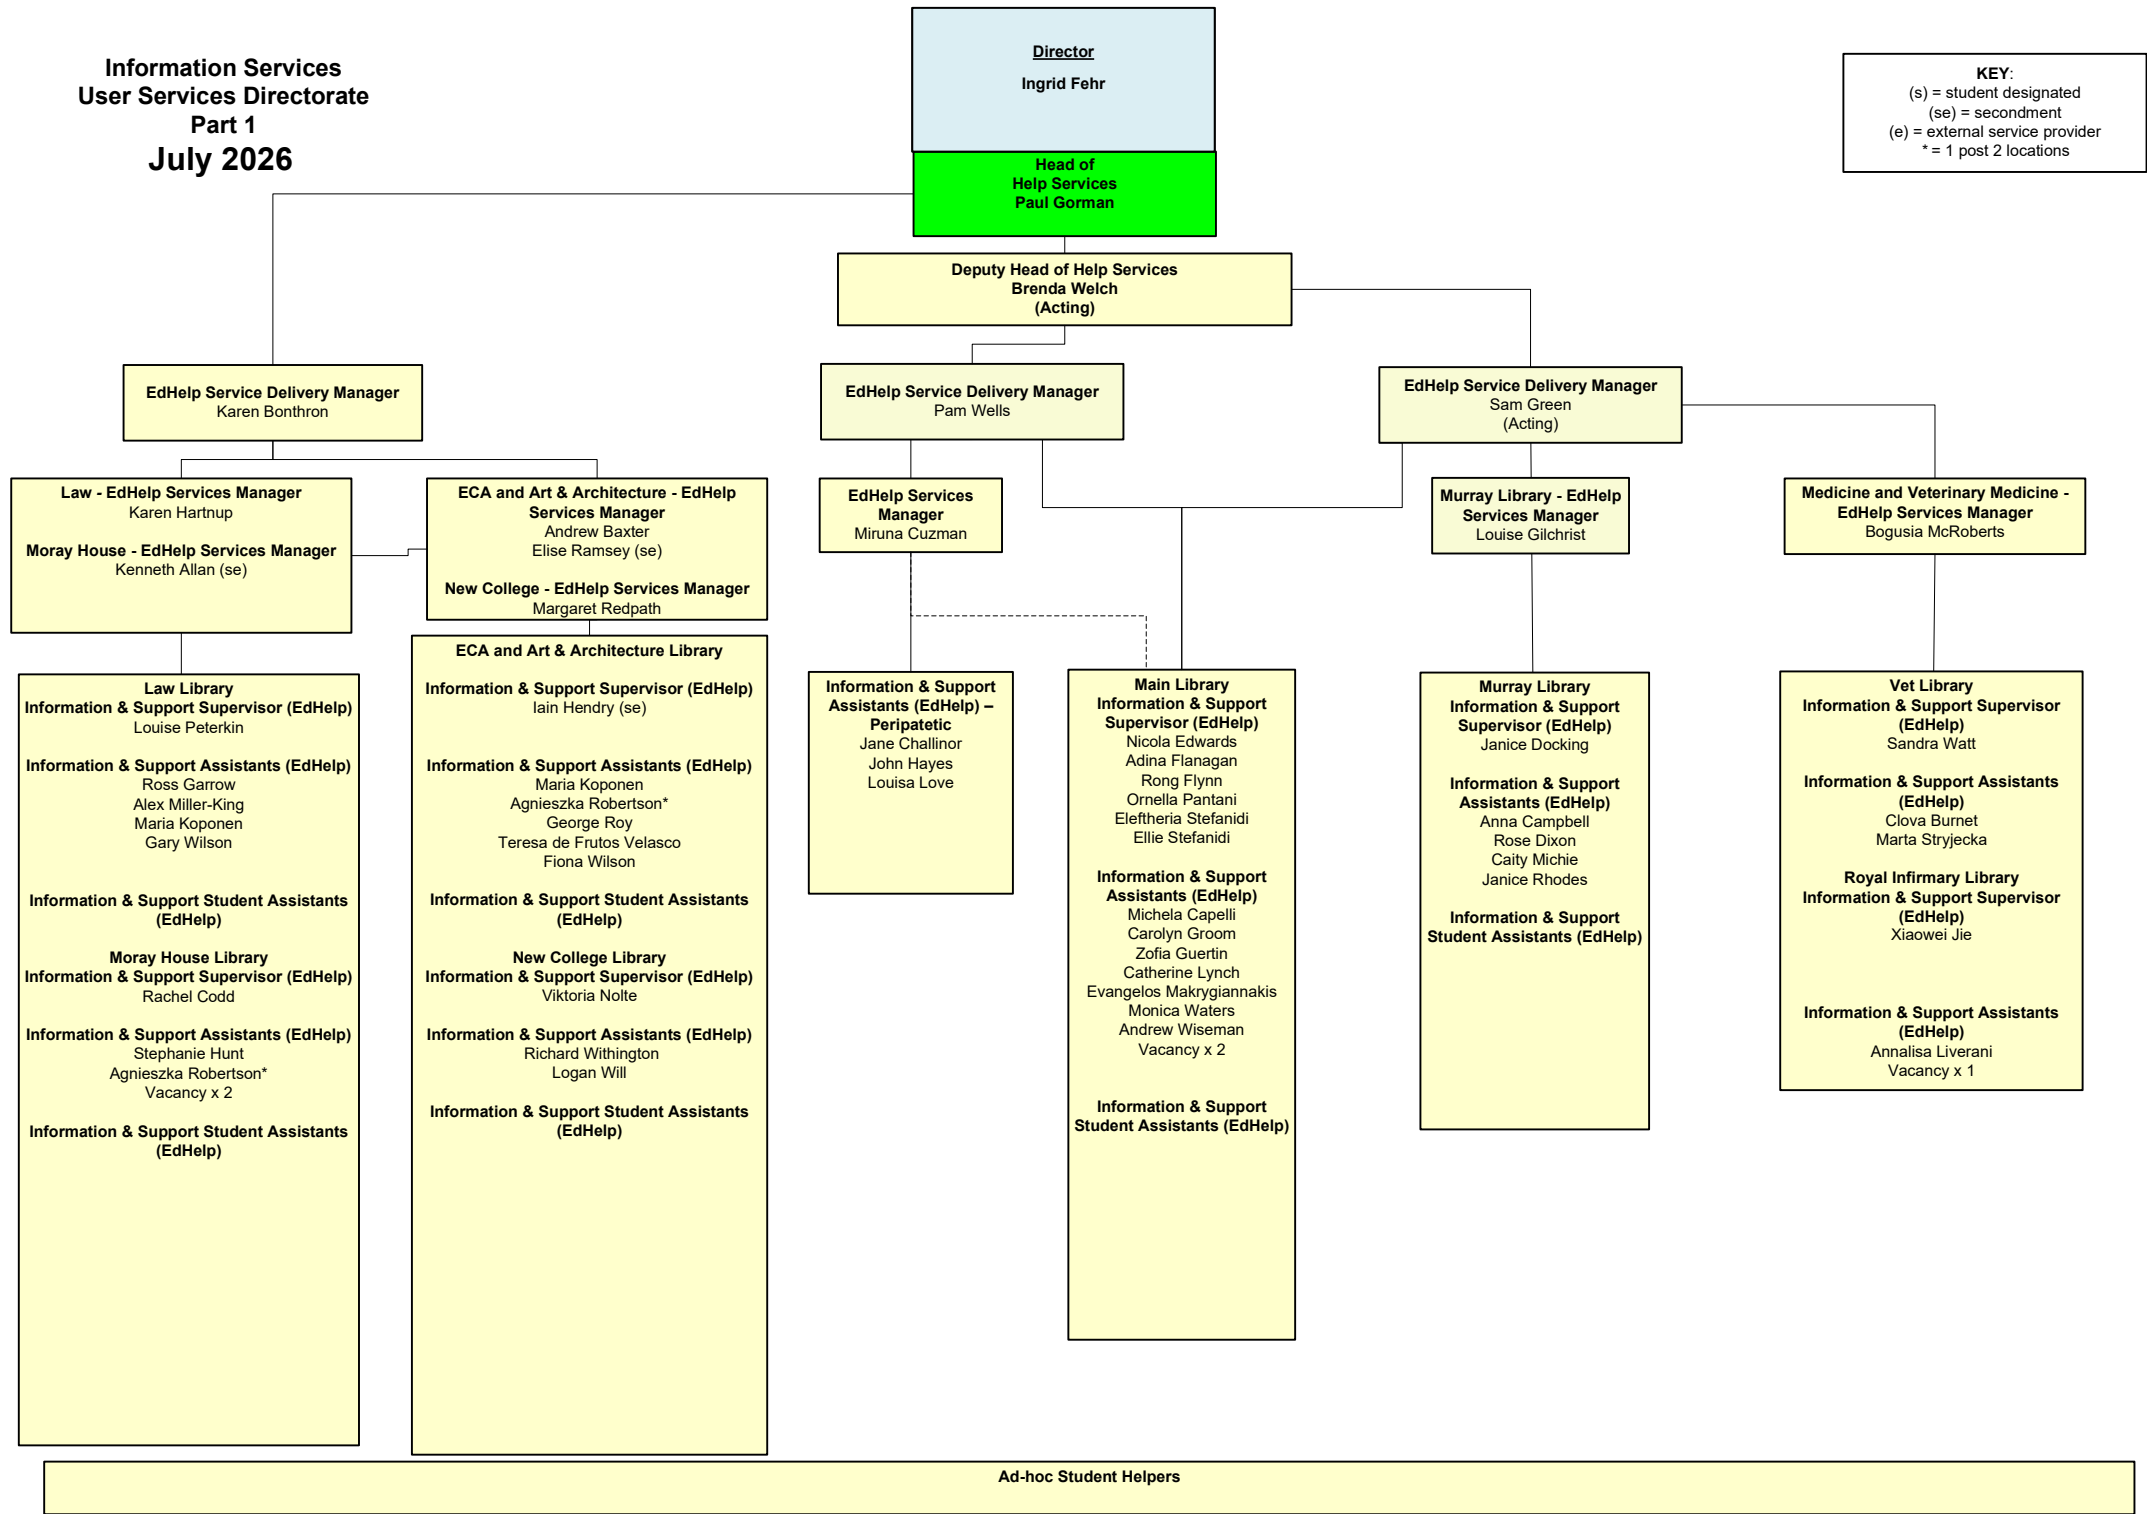 Information Services
User Services Directorate
Part 1
July 2026
Director
Ingrid Fehr
KEY:
(s) = student designated
(se) = secondment
(e) = external service provider
* = 1 post 2 locations
Head of
Help Services
Paul Gorman
Deputy Head of Help Services
Brenda Welch
(Acting)
EdHelp Service Delivery Manager
Karen Bonthron
EdHelp Service Delivery Manager
Pam Wells
EdHelp Service Delivery Manager
Sam Green
(Acting)
Law - EdHelp Services Manager
Karen Hartnup
Moray House - EdHelp Services Manager
Kenneth Allan (se)
ECA and Art & Architecture - EdHelp
Services Manager
Andrew Baxter
Elise Ramsey (se)
New College - EdHelp Services Manager
Margaret Redpath
EdHelp Services
Manager
Miruna Cuzman
Murray Library - EdHelp
Services Manager
Louise Gilchrist
Medicine and Veterinary Medicine -
EdHelp Services Manager
Bogusia McRoberts
Law Library
Information & Support Supervisor (EdHelp)
Louise Peterkin
Information & Support Assistants (EdHelp)
Ross Garrow
Alex Miller-King
Maria Koponen
Gary Wilson
Information & Support Student Assistants
(EdHelp)
Moray House Library
Information & Support Supervisor (EdHelp)
Rachel Codd
Information & Support Assistants (EdHelp)
Stephanie Hunt
Agnieszka Robertson*
Vacancy x 2
Information & Support Student Assistants
(EdHelp)
ECA and Art & Architecture Library
Information & Support Supervisor (EdHelp)
Iain Hendry (se)
Information & Support Assistants (EdHelp)
Maria Koponen
Agnieszka Robertson*
George Roy
Teresa de Frutos Velasco
Fiona Wilson
Information & Support Student Assistants
(EdHelp)
New College Library
Information & Support Supervisor (EdHelp)
Viktoria Nolte
Information & Support Assistants (EdHelp)
Richard Withington
Logan Will
Information & Support Student Assistants
(EdHelp)
Information & Support
Assistants (EdHelp) –
Peripatetic
Jane Challinor
John Hayes
Louisa Love
Main Library
Information & Support
Supervisor (EdHelp)
Nicola Edwards
Adina Flanagan
Rong Flynn
Ornella Pantani
Eleftheria Stefanidi
Ellie Stefanidi
Information & Support
Assistants (EdHelp)
Michela Capelli
Carolyn Groom
Zofia Guertin
Catherine Lynch
Evangelos Makrygiannakis
Monica Waters
Andrew Wiseman
Vacancy x 2
Information & Support
Student Assistants (EdHelp)
Murray Library
Information & Support
Supervisor (EdHelp)
Janice Docking
Information & Support
Assistants (EdHelp)
Anna Campbell
Rose Dixon
Caity Michie
Janice Rhodes
Information & Support
Student Assistants (EdHelp)
Vet Library
Information & Support Supervisor
(EdHelp)
Sandra Watt
Information & Support Assistants
(EdHelp)
Clova Burnet
Marta Stryjecka
Royal Infirmary Library
Information & Support Supervisor
(EdHelp)
Xiaowei Jie
Information & Support Assistants
(EdHelp)
Annalisa Liverani
Vacancy x 1
Ad-hoc Student Helpers